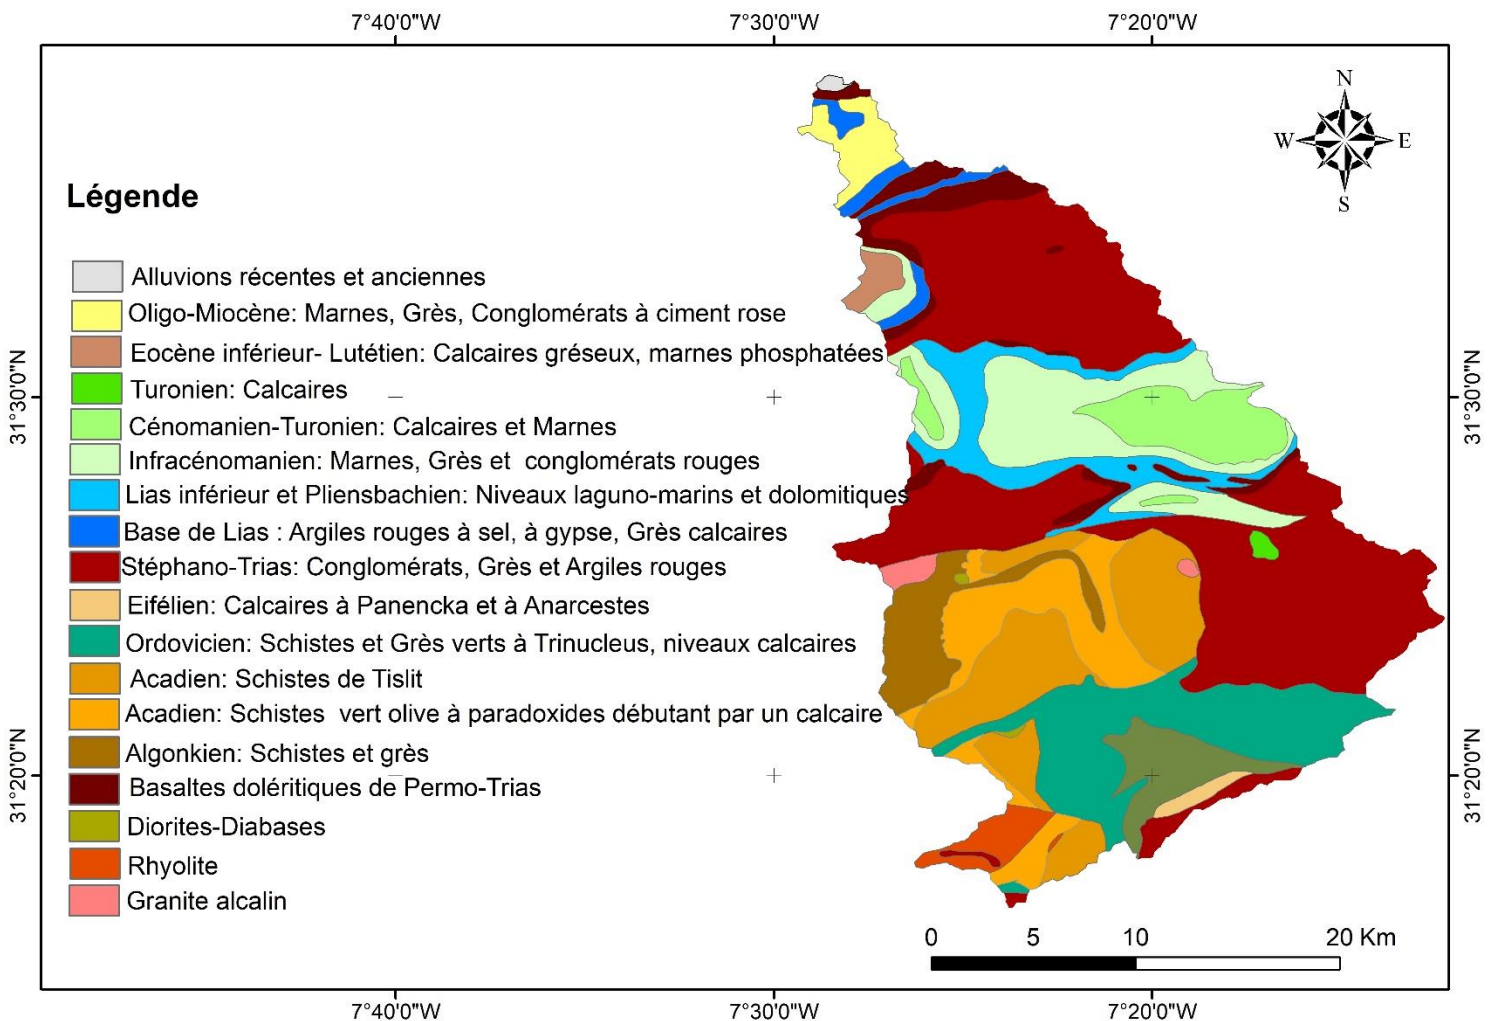 7°40'0"W 7°30'0"W 7°20'0"W
N
W E
S
Légende
Alluvions récentes et anciennes
Oligo-Miocène: Marnes, Grès, Conglomérats à ciment rose
Eocène inférieur- Lutétien: Calcaires gréseux, marnes phosphatées
Turonien: Calcaires
Cénomanien-Turonien: Calcaires et Marnes
Infracénomanien: Marnes, Grès et conglomérats rouges
Lias inférieur et Pliensbachien: Niveaux laguno-marins et dolomitiques
Base de Lias : Argiles rouges à sel, à gypse, Grès calcaires
Stéphano-Trias: Conglomérats, Grès et Argiles rouges
Eifélien: Calcaires à Panencka et à Anarcestes
Ordovicien: Schistes et Grès verts à Trinucleus, niveaux calcaires
Acadien: Schistes de Tislit
Acadien: Schistes vert olive à paradoxides débutant par un calcaire
Algonkien: Schistes et grès
Basaltes doléritiques de Permo-Trias
Diorites-Diabases
Rhyolite
Granite alcalin
31°30'0"N 31°30'0"N
31°20'0"N 31°20'0"N
0 5 10 20 Km
7°40'0"W 7°30'0"W 7°20'0"W